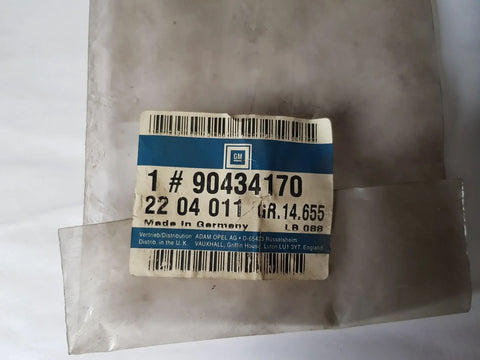 GM
1 # 90434170
22 04 011 GR.14.655
Made in Germany LB 088
Vertrieb/Distribution ADAM OPEL AG • D-65423 Rüsselsheim
Distrib. in the U.K. VAUXHALL, Griffin House, Luton LU1 3YT, England